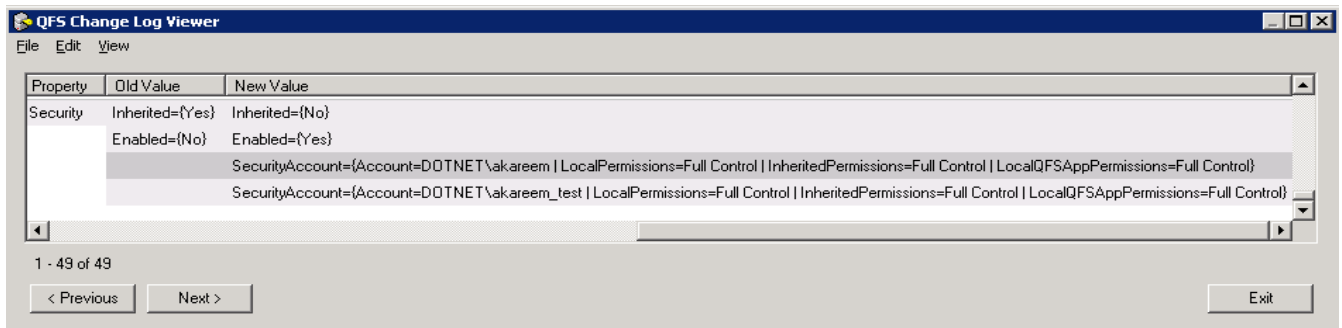 QFS Change Log Viewer
File Edit View
Property Old Value New Value
Security Inherited={Yes} Inherited={No}
Enabled={No} Enabled={Yes}
SecurityAccount={Account=DOTNET\akareem | LocalPermissions=Full Control | InheritedPermissions=Full Control | LocalQFSAppPermissions=Full Control}
SecurityAccount={Account=DOTNET\akareem_test | LocalPermissions=Full Control | InheritedPermissions=Full Control | LocalQFSAppPermissions=Full Control}
1 - 49 of 49
< Previous Next > Exit